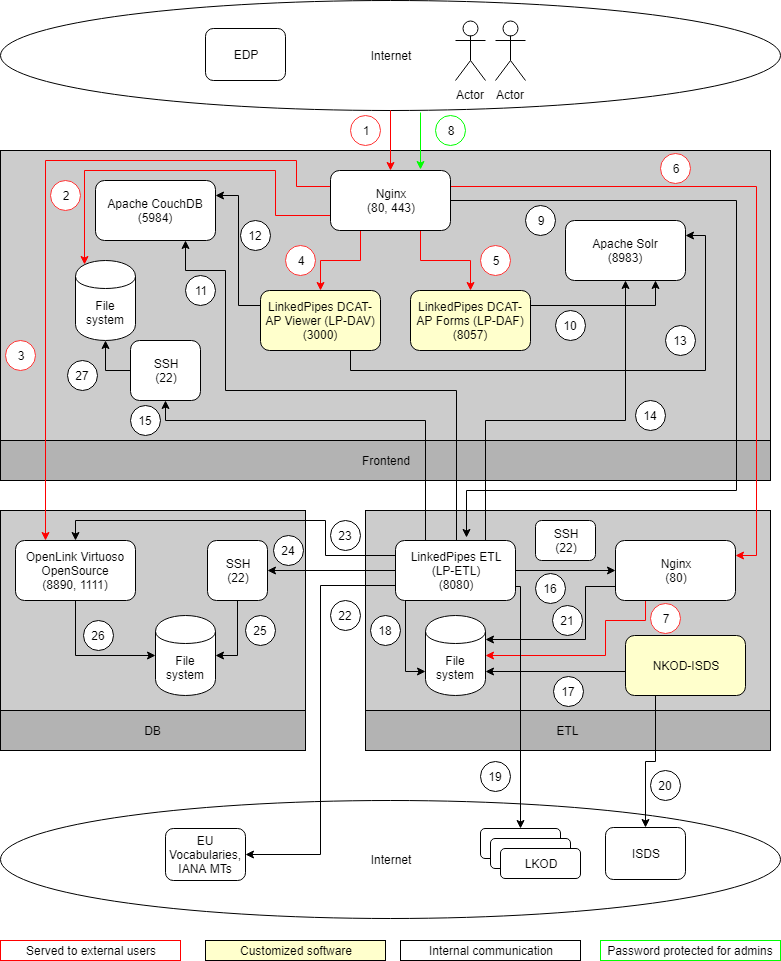 EDP
Internet
Actor
Actor
1
8
Nginx
(80, 443)
6
2
Apache CouchDB
(5984)
12
9
Apache Solr
(8983)
4
5
11
File
system
LinkedPipes DCAT-
AP Viewer (LP-DAV)
(3000)
LinkedPipes DCAT-
AP Forms (LP-DAF)
(8057)
10
13
3
27
SSH
(22)
15
14
Frontend
OpenLink Virtuoso
OpenSource
(8890, 1111)
SSH
(22)
24
23
LinkedPipes ETL
(LP-ETL)
(8080)
SSH
(22)
16
Nginx
(80)
22
18
21
7
26
25
File
system
File
system
17
NKOD-ISDS
DB
ETL
19
20
EU
Vocabularies,
IANA MTs
Internet
LKOD
ISDS
Served to external users
Customized software
Internal communication
Password protected for admins